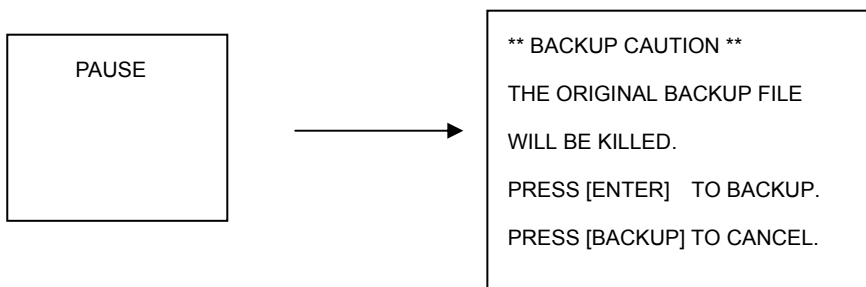 PAUSE
** BACKUP CAUTION **
THE ORIGINAL BACKUP FILE
WILL BE KILLED.
PRESS [ENTER] TO BACKUP.
PRESS [BACKUP] TO CANCEL.